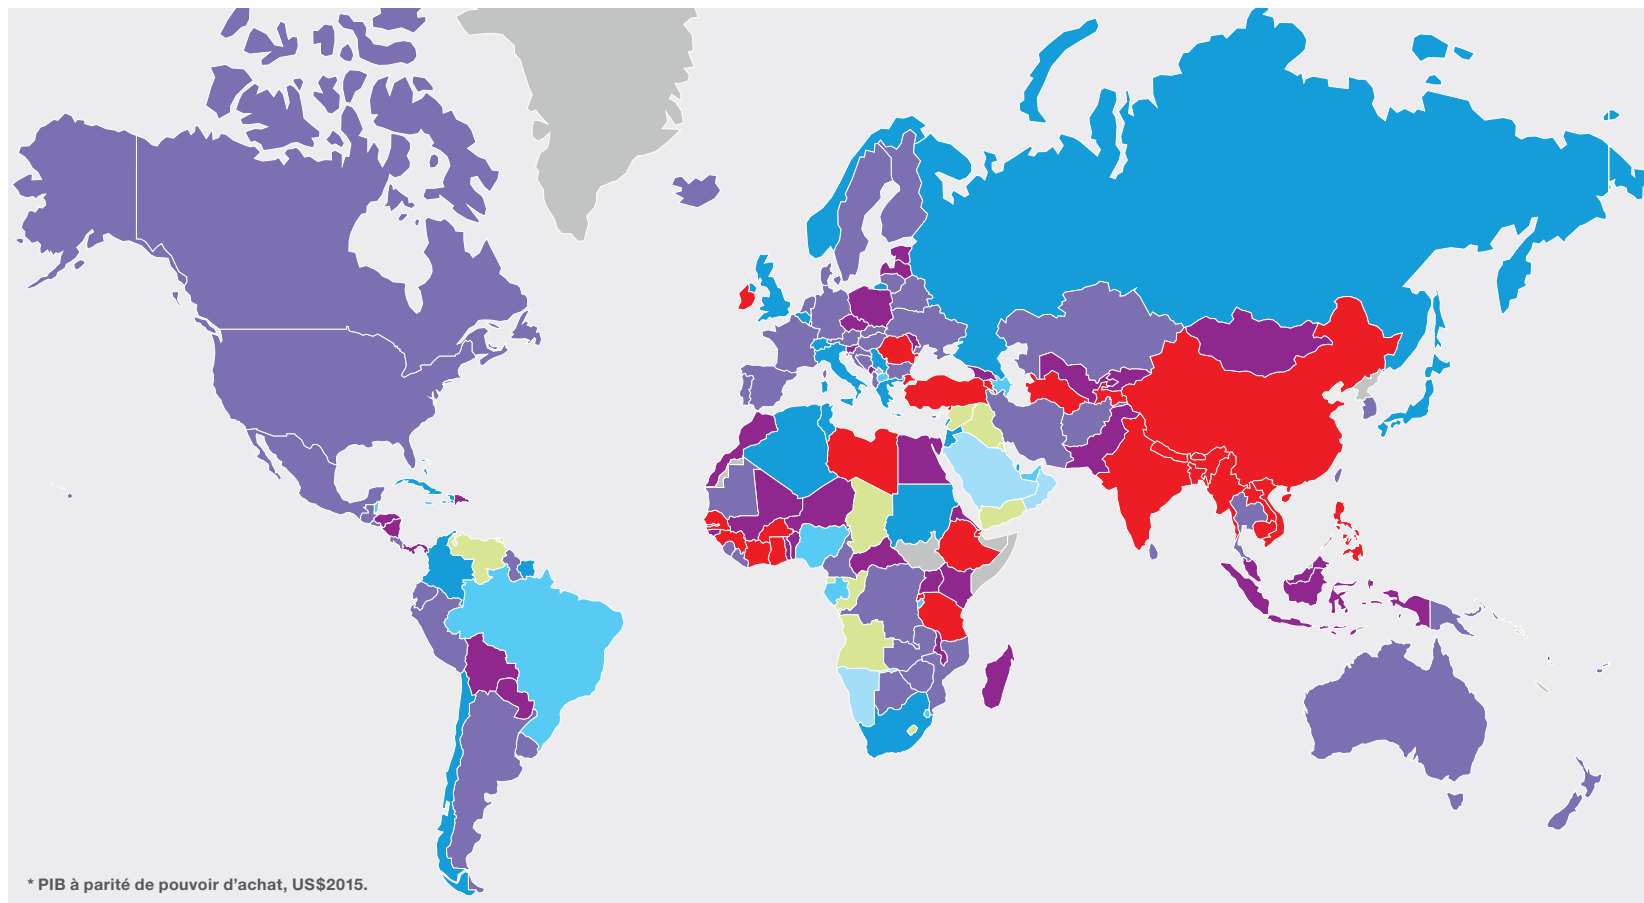 * PIB à parité de pouvoir d'achat, US$2015.